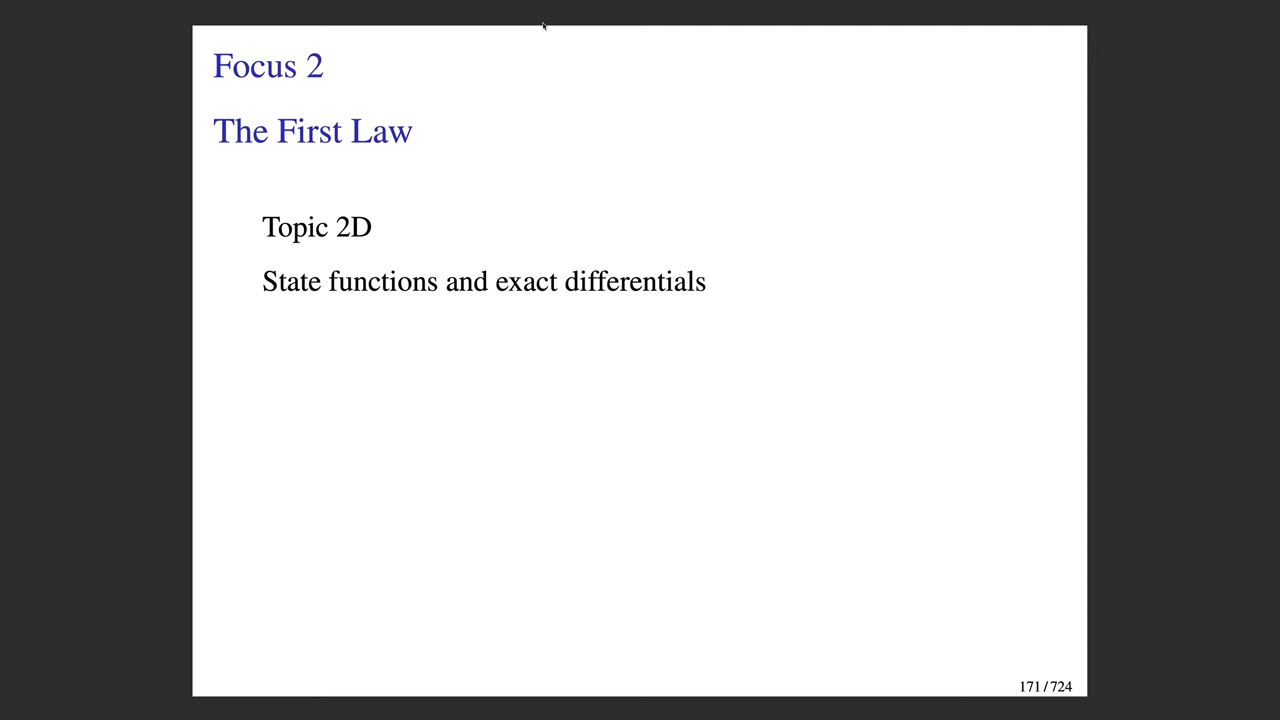 Focus 2
The First Law
Topic 2D
State functions and exact differentials
171 / 724